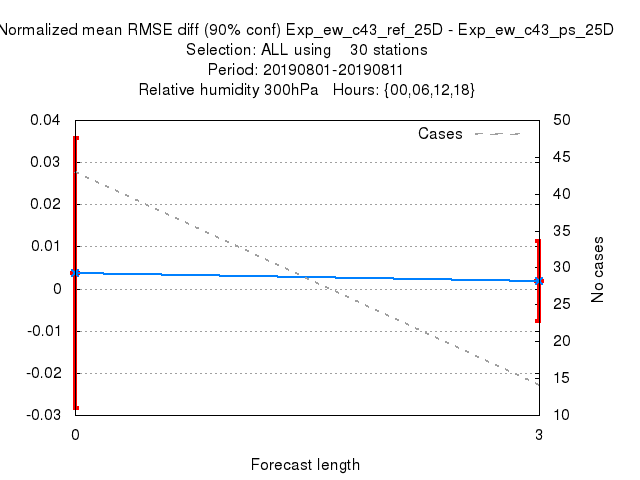 Normalized mean RMSE diff (90% conf) Exp_ew_c43_ref_25D - Exp_ew_c43_ps_25D
Selection: ALL using 30 stations
Period: 20190801-20190811
Relative humidity 300hPa Hours: {00,06,12,18}
Cases
0.04
0.03
0.02
0.01
0
-0.01
-0.02
-0.03
50
45
40
35
30
25
20
15
10
No cases
0
3
Forecast length